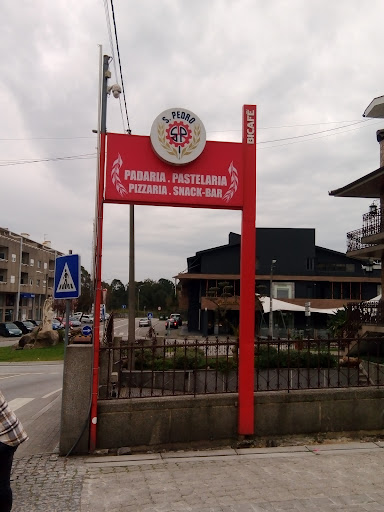 S. PEDRO
BICAFÉ
PADARIA . PASTELARIA
PIZZARIA . SNACK-BAR